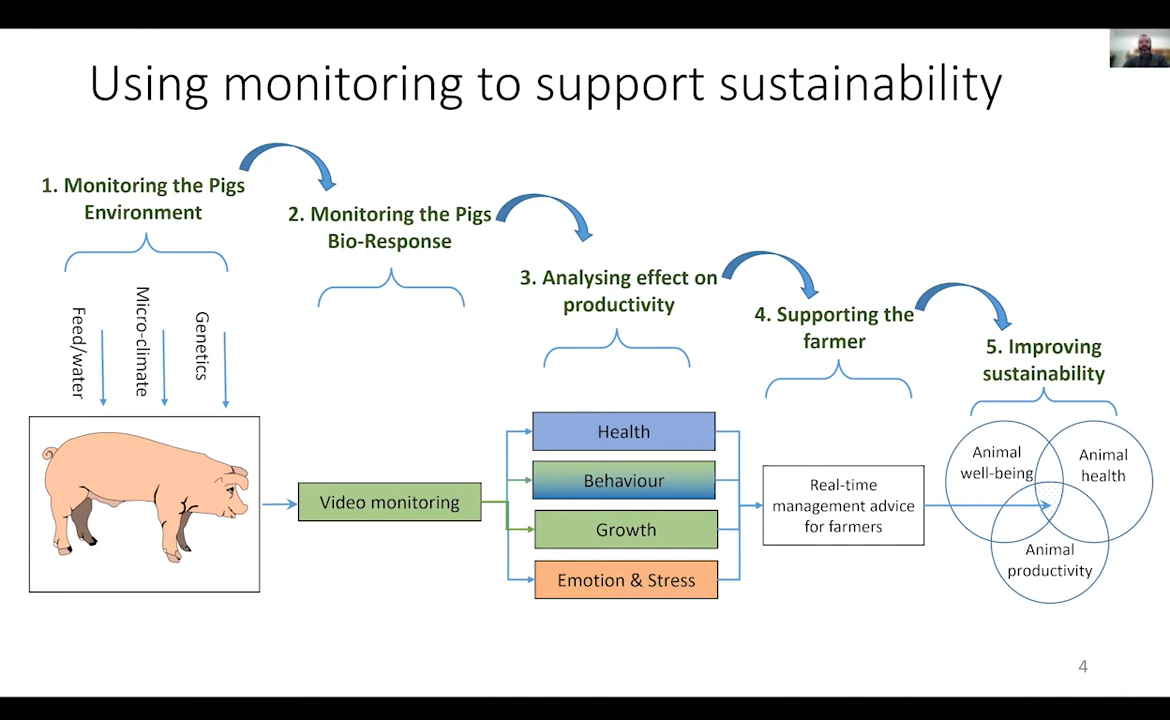 Using monitoring to support sustainability
1. Monitoring the Pigs
Environment
2. Monitoring the Pigs
Bio-Response
3. Analysing effect on
productivity
4. Supporting the
farmer
5. Improving
sustainability
Feed/water
Micro-climate
Genetics
Video monitoring
Health
Behaviour
Growth
Emotion & Stress
Real-time
management advice
for farmers
Animal
well-being
Animal
health
Animal
productivity
4